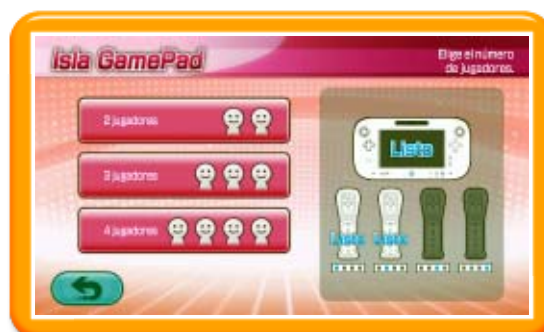 Isla GamePad
Elige el número
de jugadores.
2 jugadores
3 jugadores
4 jugadores
Listo
Listo Listo